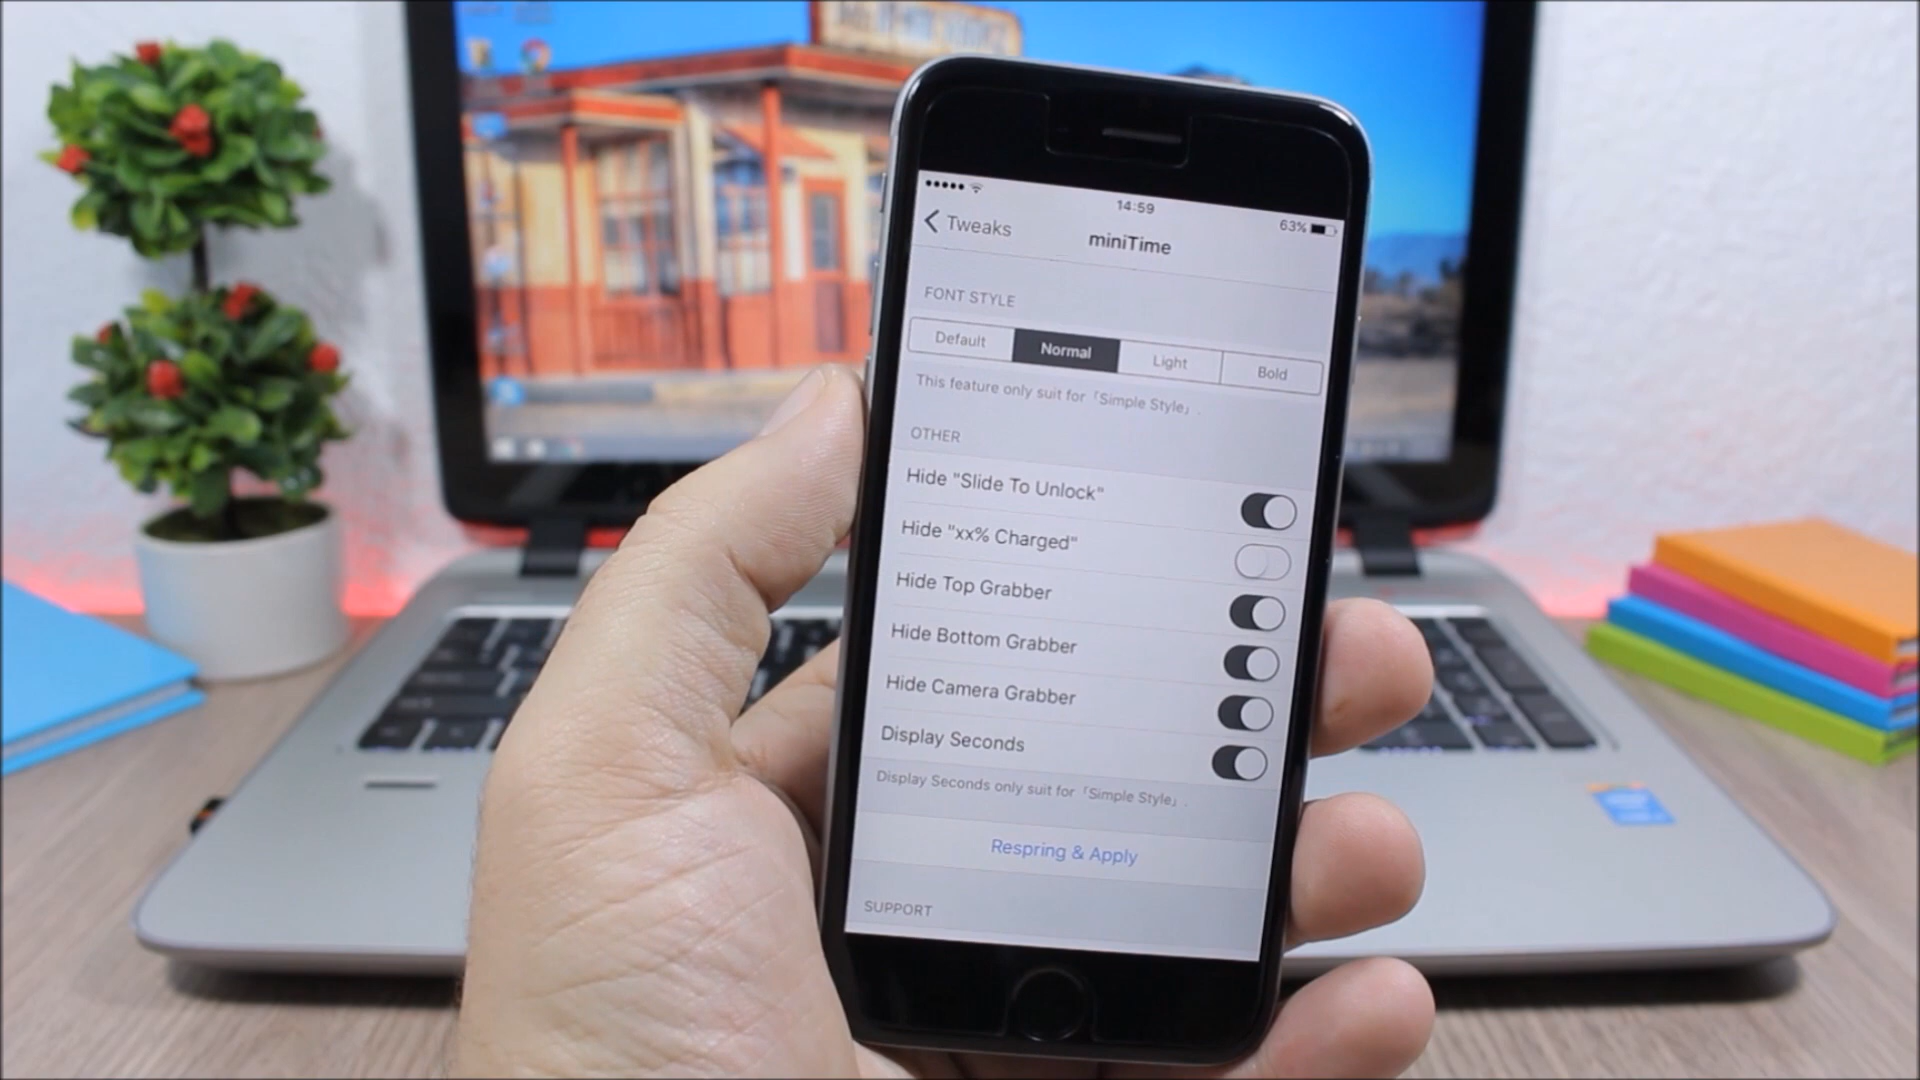 14:59
63%
Tweaks
miniTime
FONT STYLE
Default
Normal
Light
Bold
This feature only suit for「Simple Style」.
OTHER
Hide "Slide To Unlock"
Hide "xx% Charged"
Hide Top Grabber
Hide Bottom Grabber
Hide Camera Grabber
Display Seconds
Display Seconds only suit for「Simple Style」.
Respring & Apply
SUPPORT